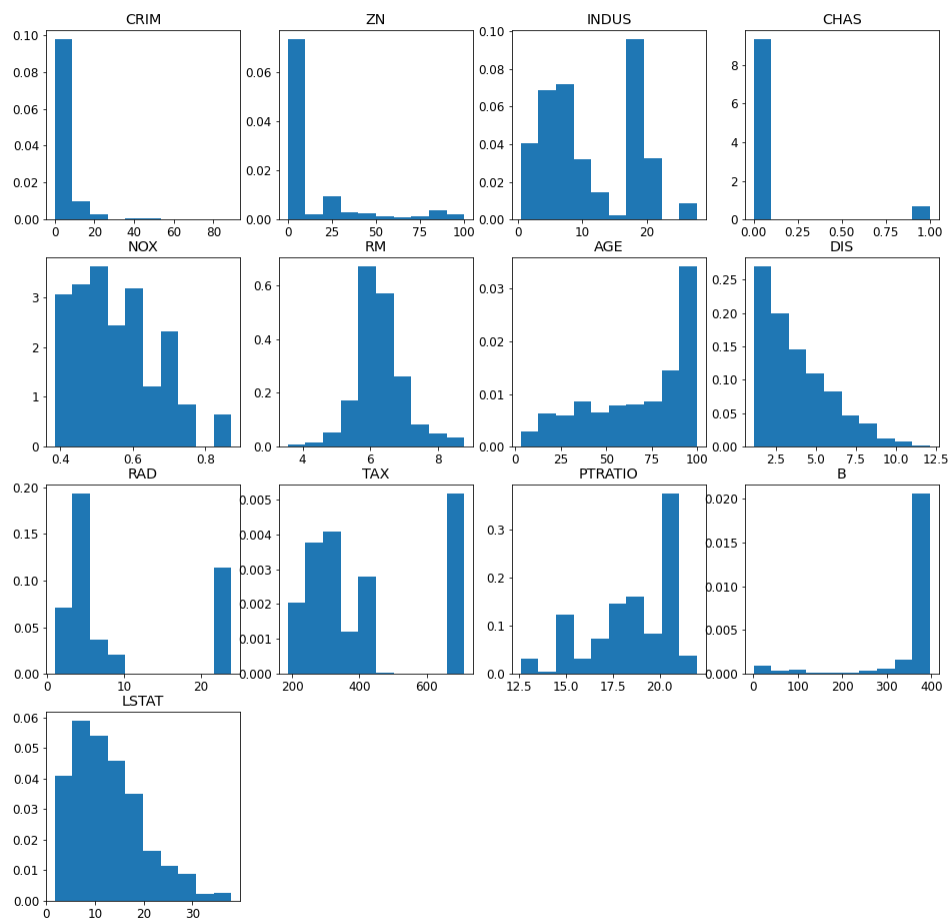 CRIM ZN INDUS CHAS
0.10 0.08 0.06 0.04 0.02 0.00
0 20 40 60 80
0.06 0.04 0.02 0.00
0 25 50 75 100
0.10 0.08 0.06 0.04 0.02 0.00
0 10 20
8 6 4 2 0
0.00 0.25 0.50 0.75 1.00
NOX RM AGE DIS
3 2 1 0
0.4 0.6 0.8
0.6 0.4 0.2 0.0
4 6 8
0.03 0.02 0.01 0.00
0 25 50 75 100
0.25 0.20 0.15 0.10 0.05 0.00
2.5 5.0 7.5 10.0 12.5
RAD TAX PTRATIO B
0.20 0.15 0.10 0.05 0.00
0 10 20
0.005 0.004 0.003 0.002 0.001 0.000
200 400 600
0.3 0.2 0.1 0.0
12.5 15.0 17.5 20.0
0.020 0.015 0.010 0.005 0.000
0 100 200 300 400
LSTAT
0.06 0.05 0.04 0.03 0.02 0.01 0.00
0 10 20 30